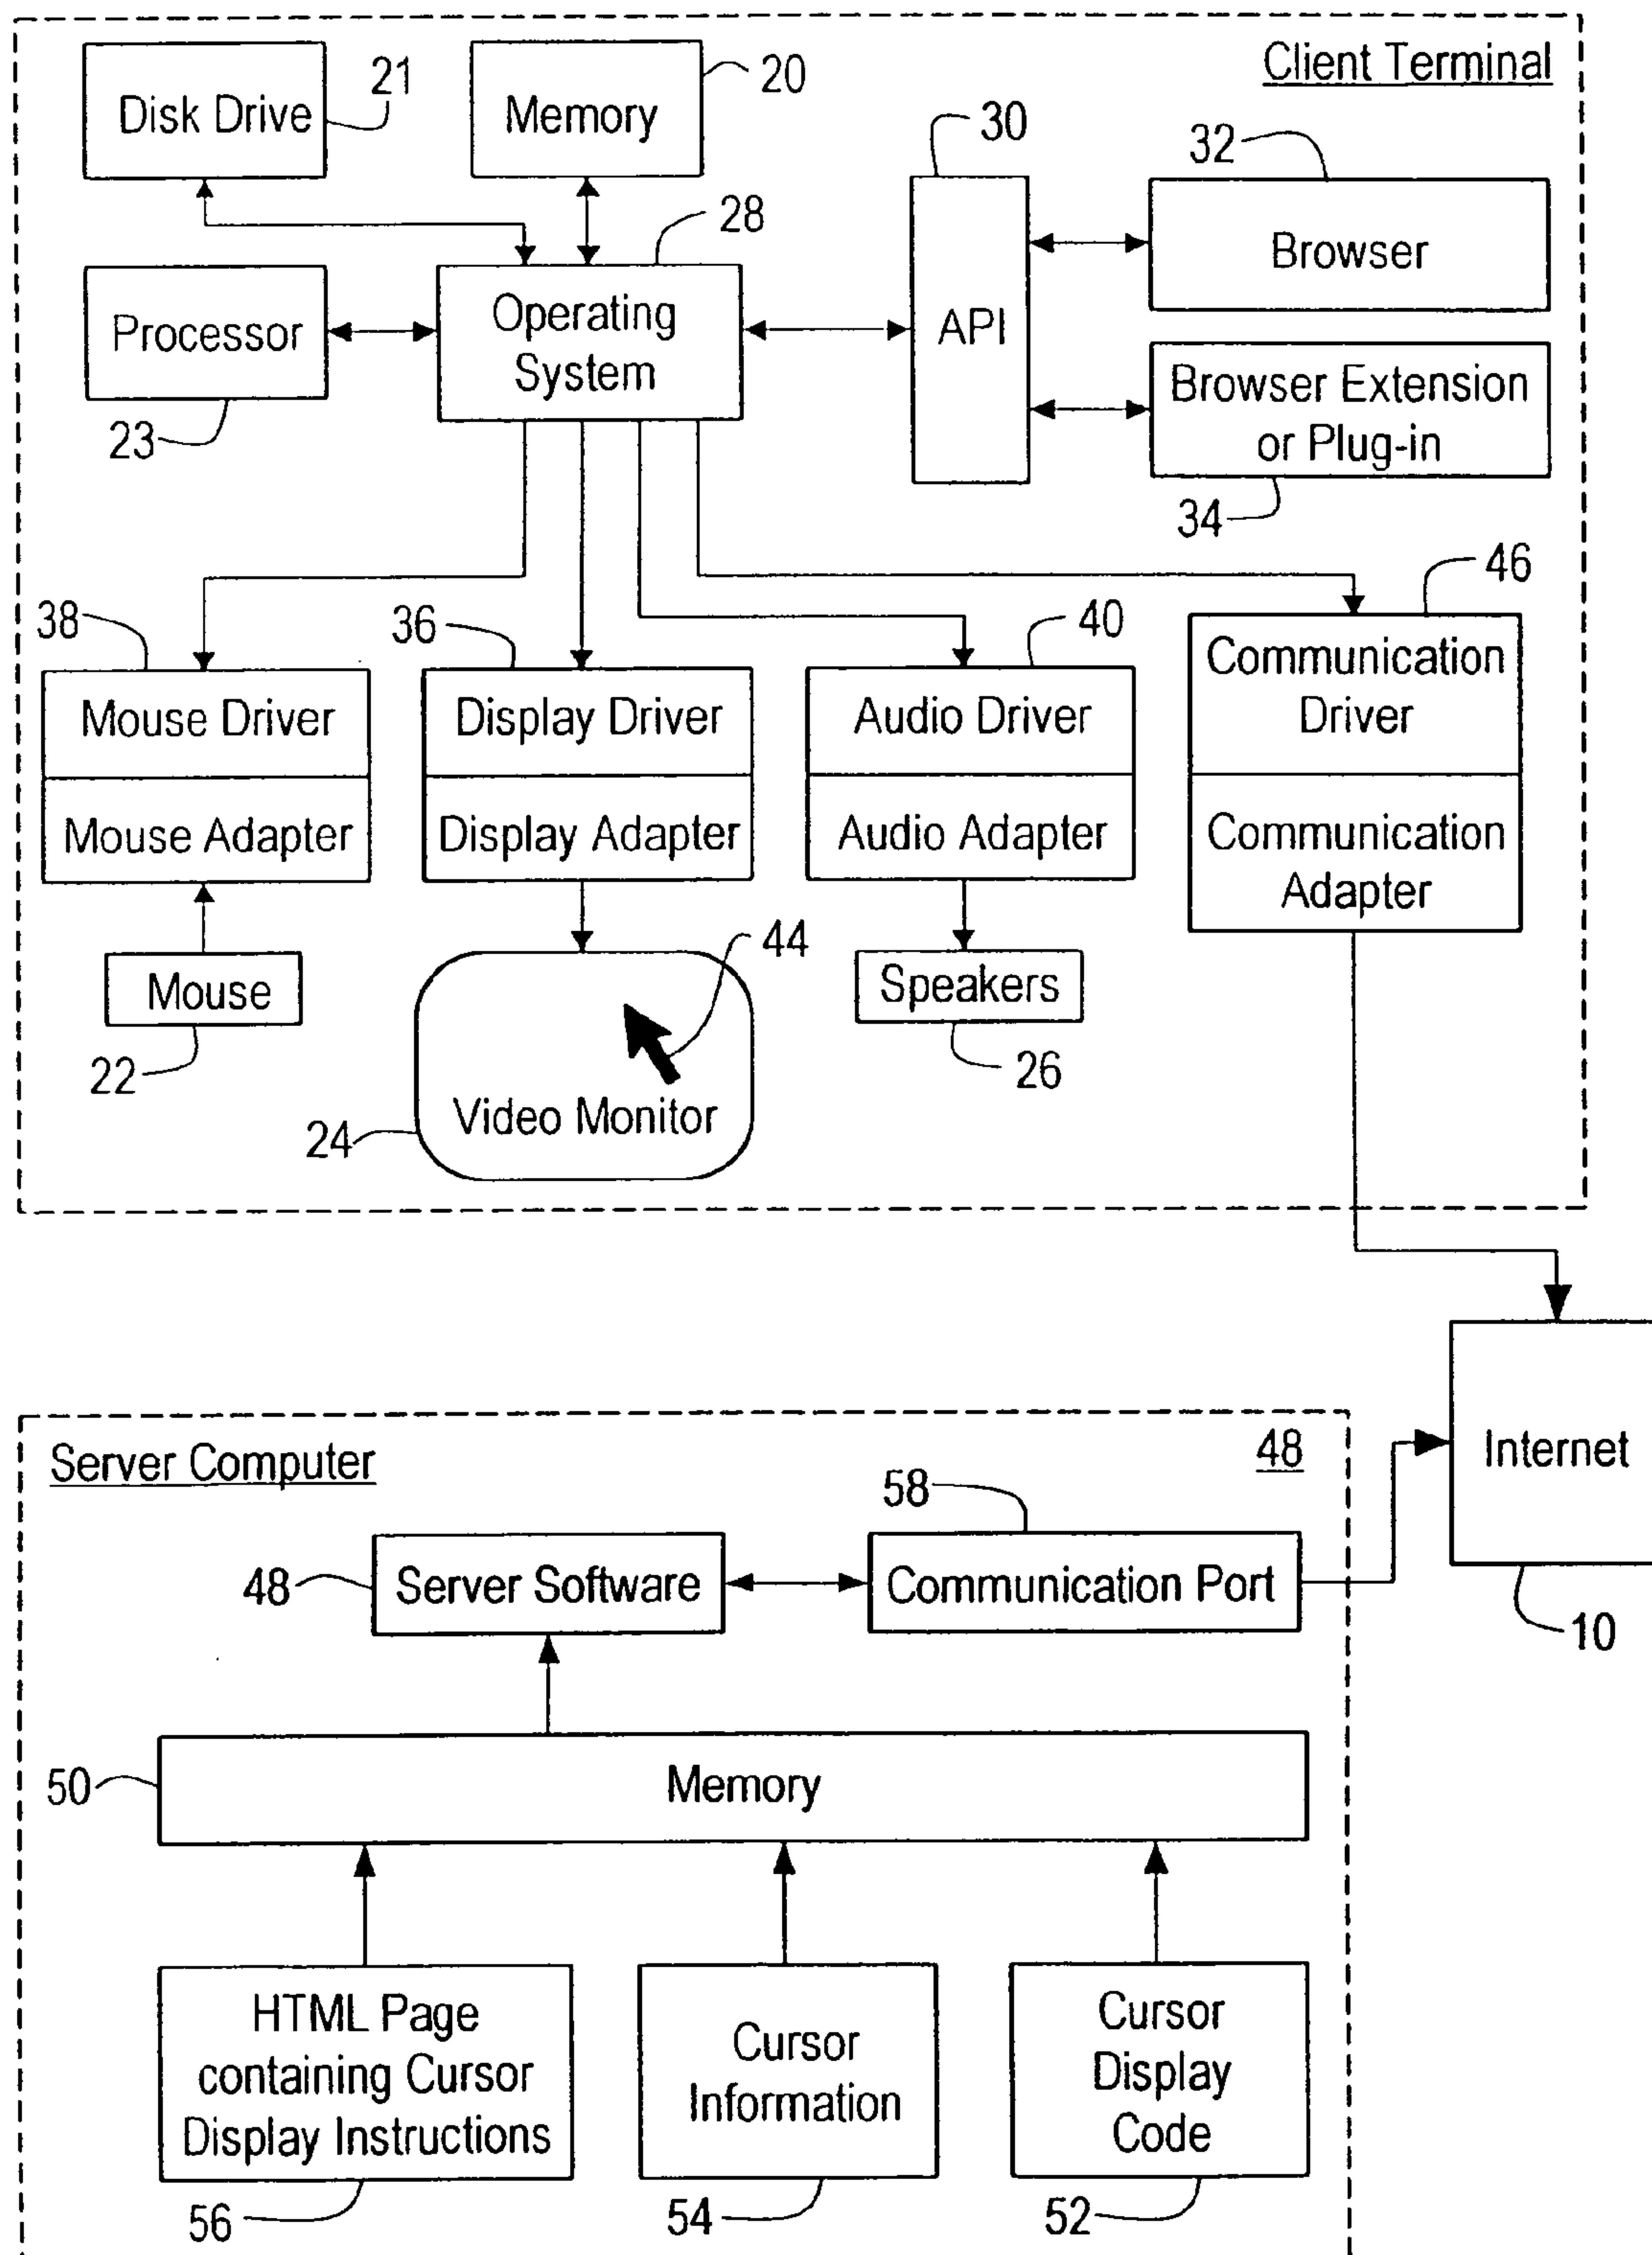 Client Terminal
Disk Drive
21
Memory
20
30
32
28
Processor
Operating
System
API
Browser
23
Browser Extension
or Plug-in
34
38
36
40
46
Mouse Driver
Mouse Adapter
Display Driver
Display Adapter
Audio Driver
Audio Adapter
Communication
Driver
Communication
Adapter
Mouse
22
44
Video Monitor
24
Speakers
26
Internet
10
Server Computer
48
58
48
Server Software
Communication Port
50
Memory
HTML Page
containing Cursor
Display Instructions
56
Cursor
Information
54
Cursor
Display
Code
52